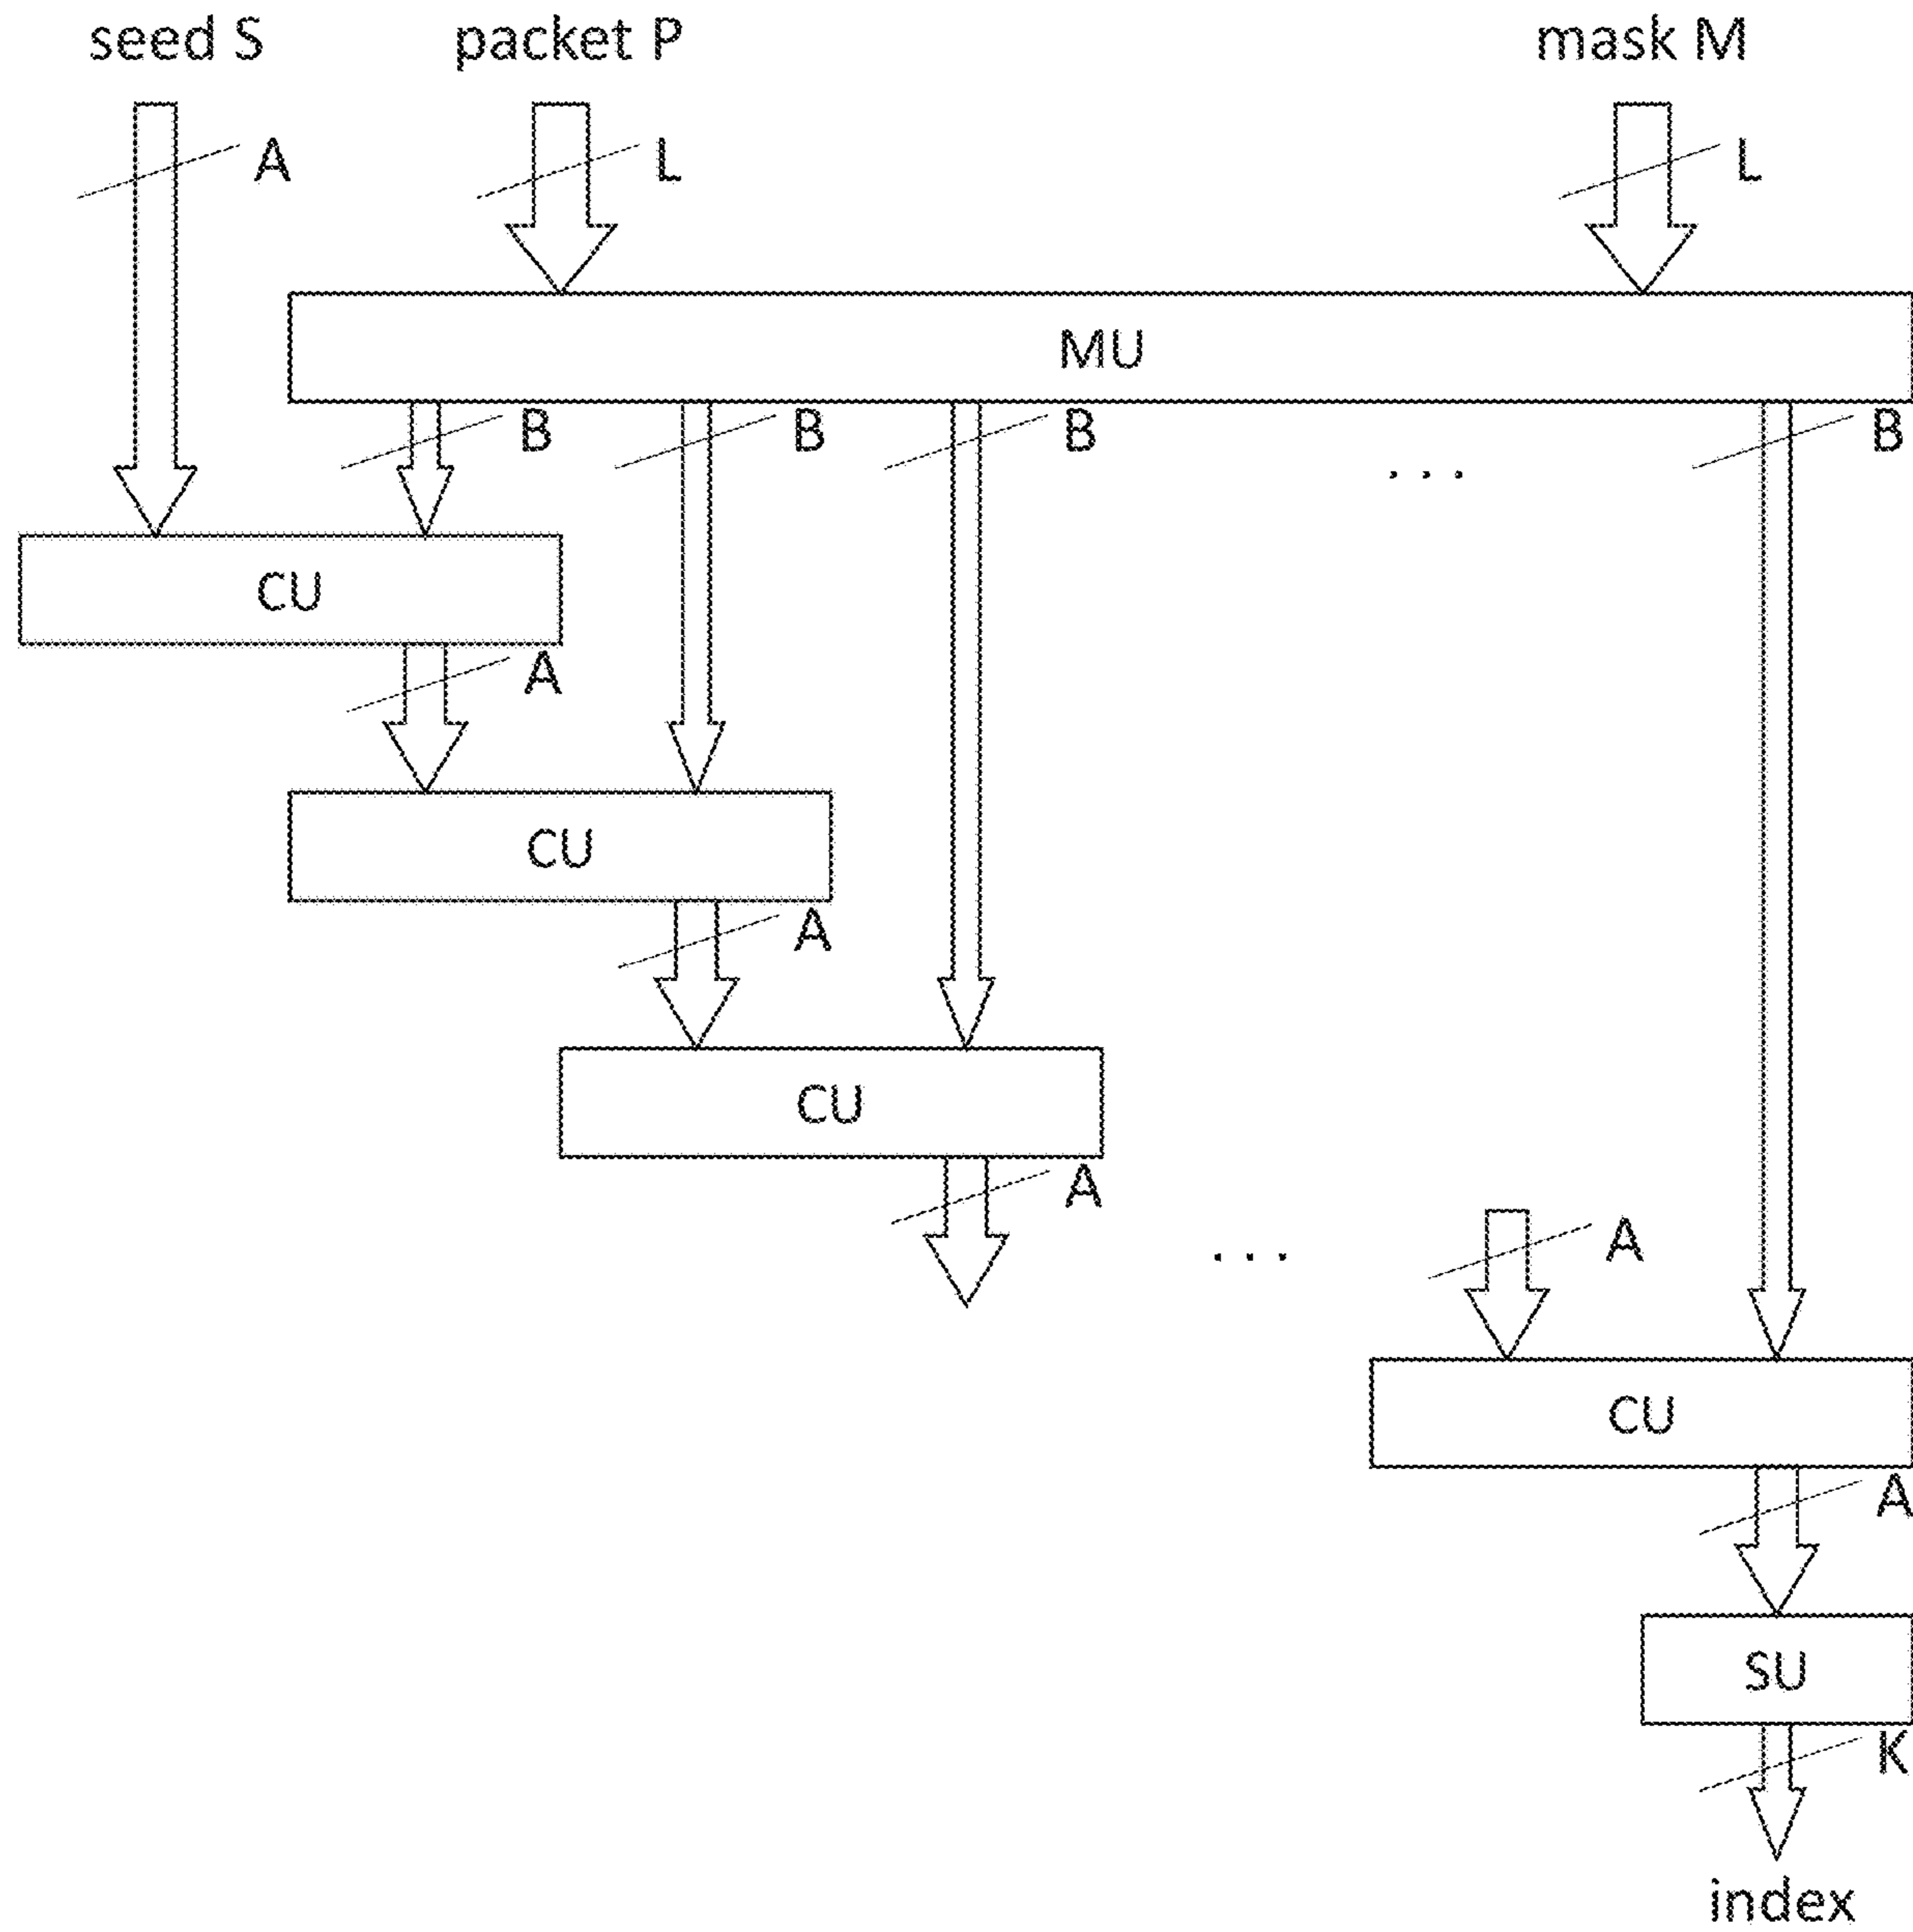 seed S packet P mask M
A L L
MU
B B B ... B
CU
A
CU
A
CU
A
... A
CU
A
SU
K
index